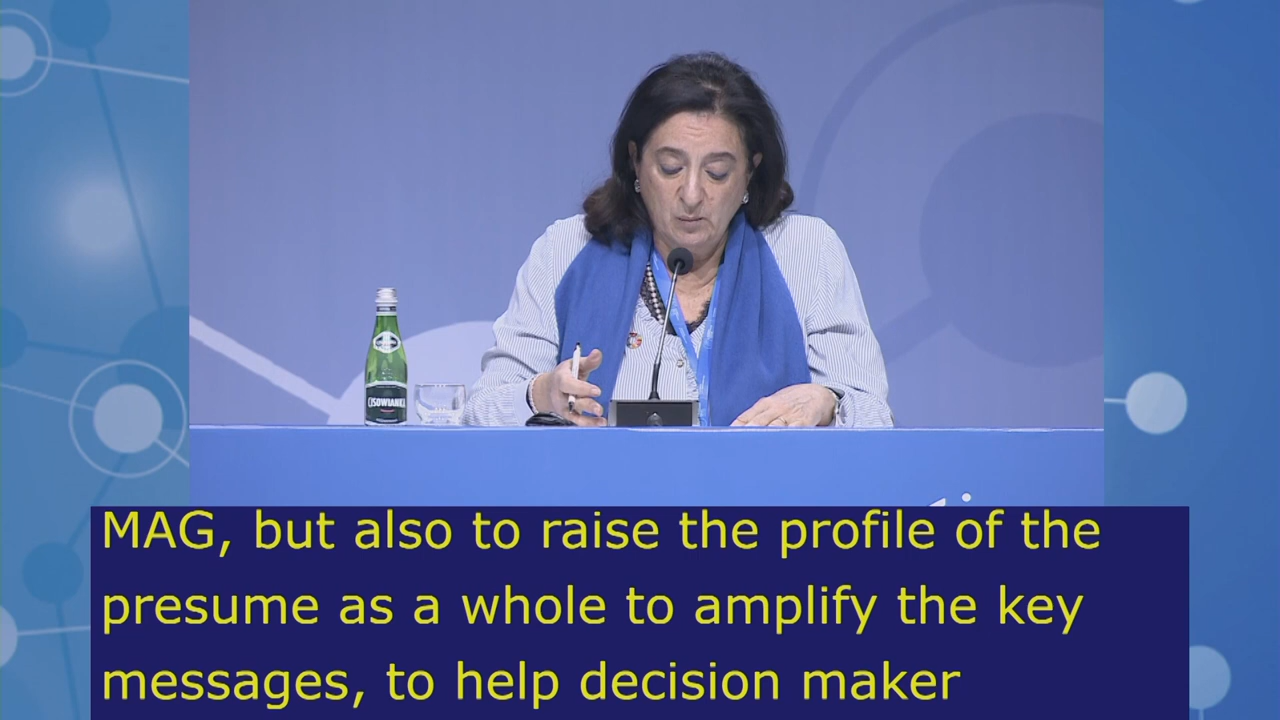 CISOWIANKA
MAG, but also to raise the profile of the
presume as a whole to amplify the key
messages, to help decision maker